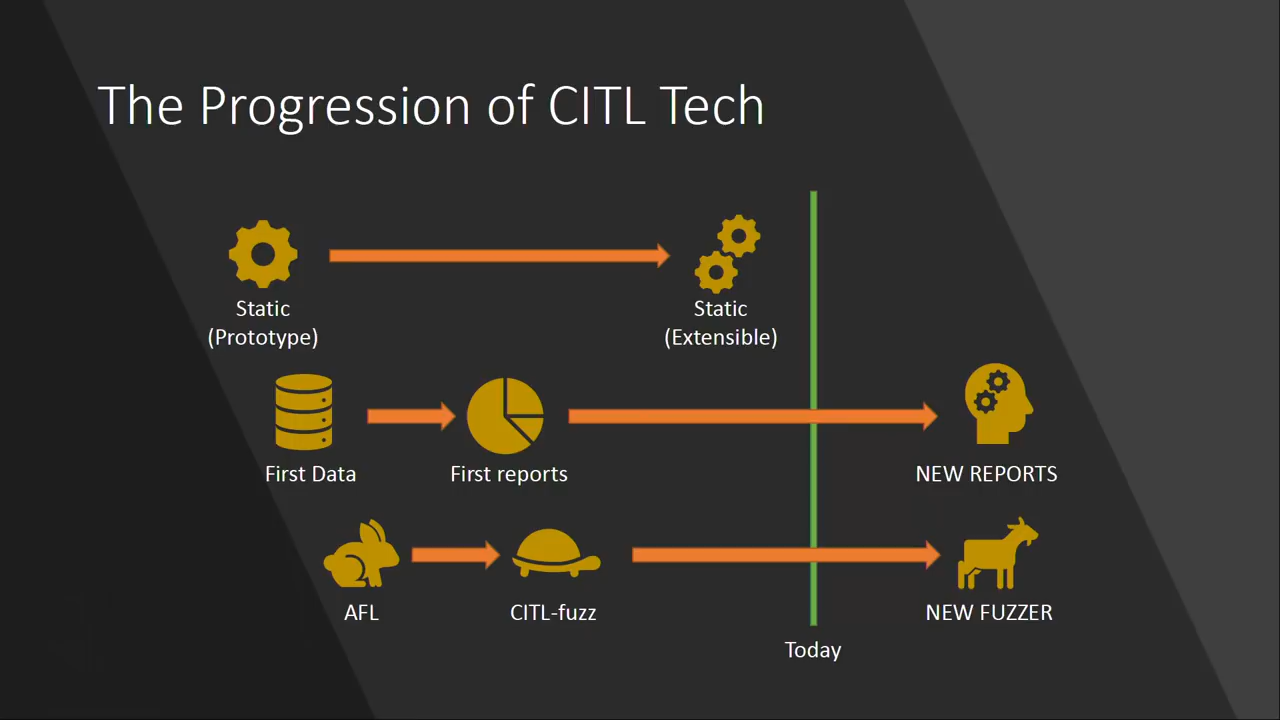 The Progression of CITL Tech
Static
(Prototype)
Static
(Extensible)
First Data
First reports
NEW REPORTS
AFL
CITL-fuzz
NEW FUZZER
Today